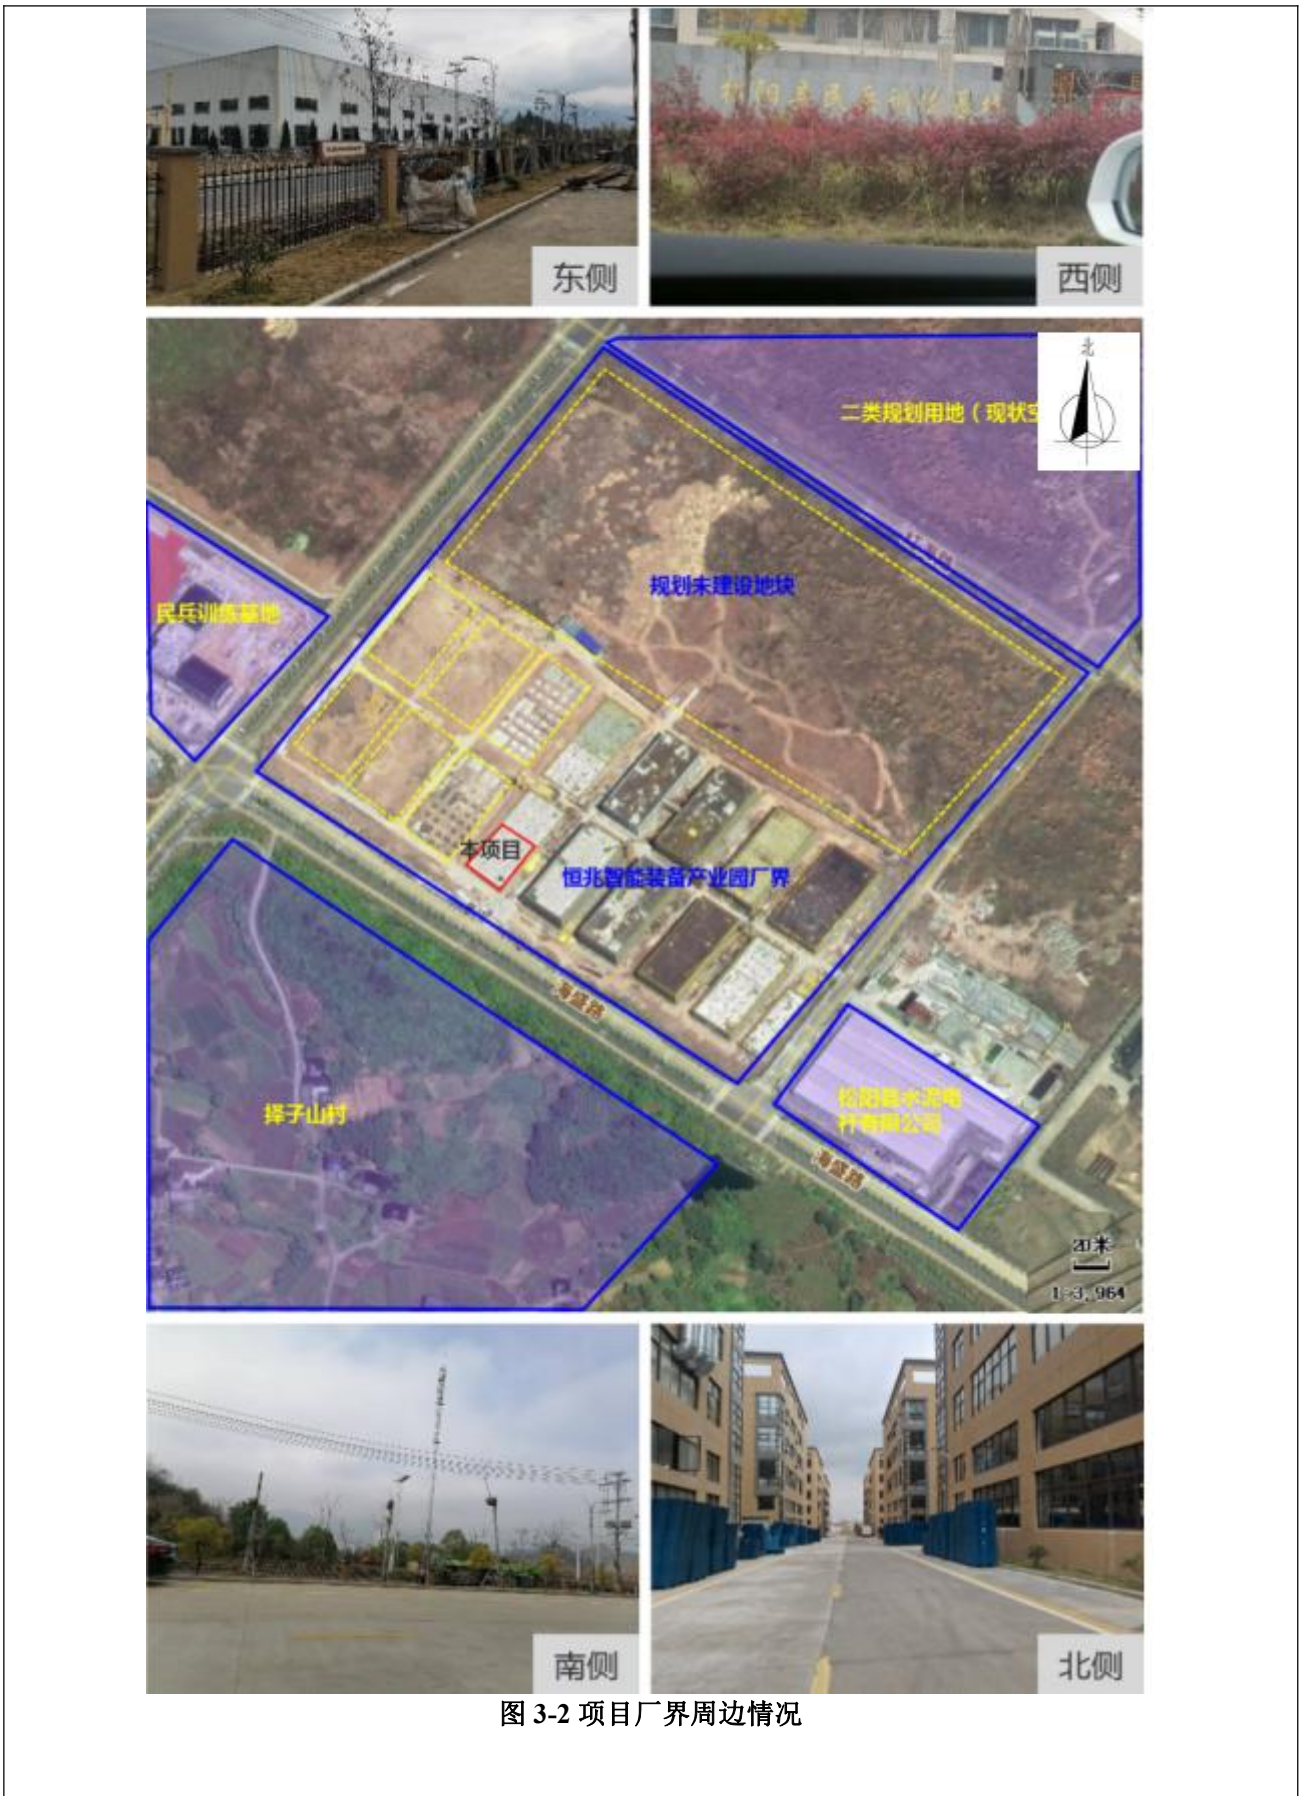 东侧
西侧
北
二类规划用地（现状空
规划未建设地块
民兵训练基地
本项目
恒兆智能装备产业园厂界
海盛路
松阳县水泥电
杆有限公司
择子山村
海盛路
20米
1:3,964
南侧
北侧
图 3-2 项目厂界周边情况